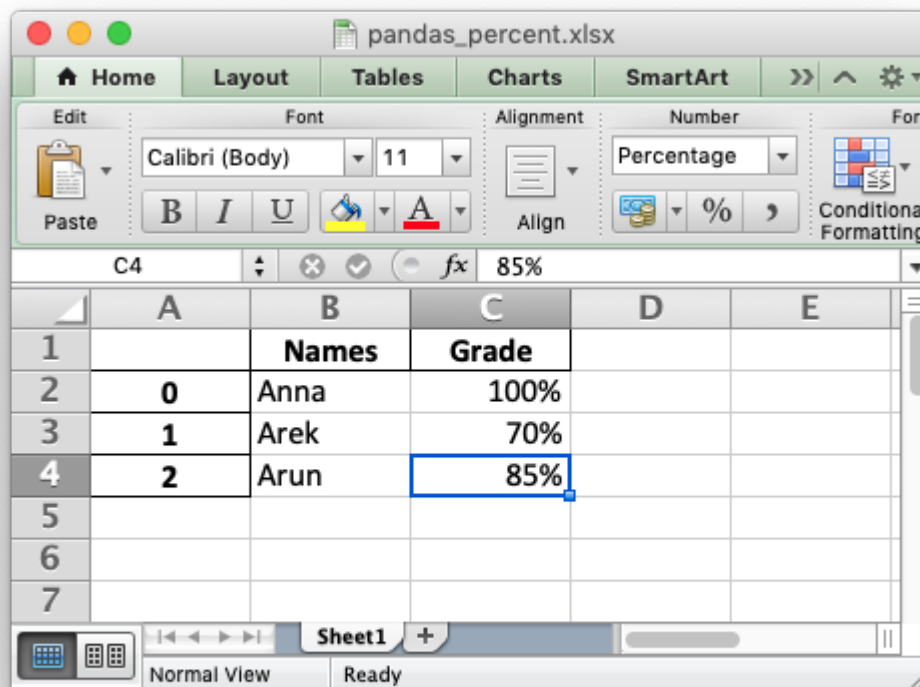 pandas_percent.xlsx
Home Layout Tables Charts SmartArt
Edit Font Alignment Number For
Calibri (Body) 11 Percentage
Paste B I U A Align % , Conditiona
Formatting
C4 fx 85%
A B C D E
1 Names Grade
2 0 Anna 100%
3 1 Arek 70%
4 2 Arun 85%
5
6
7
Sheet1 +
Normal View Ready